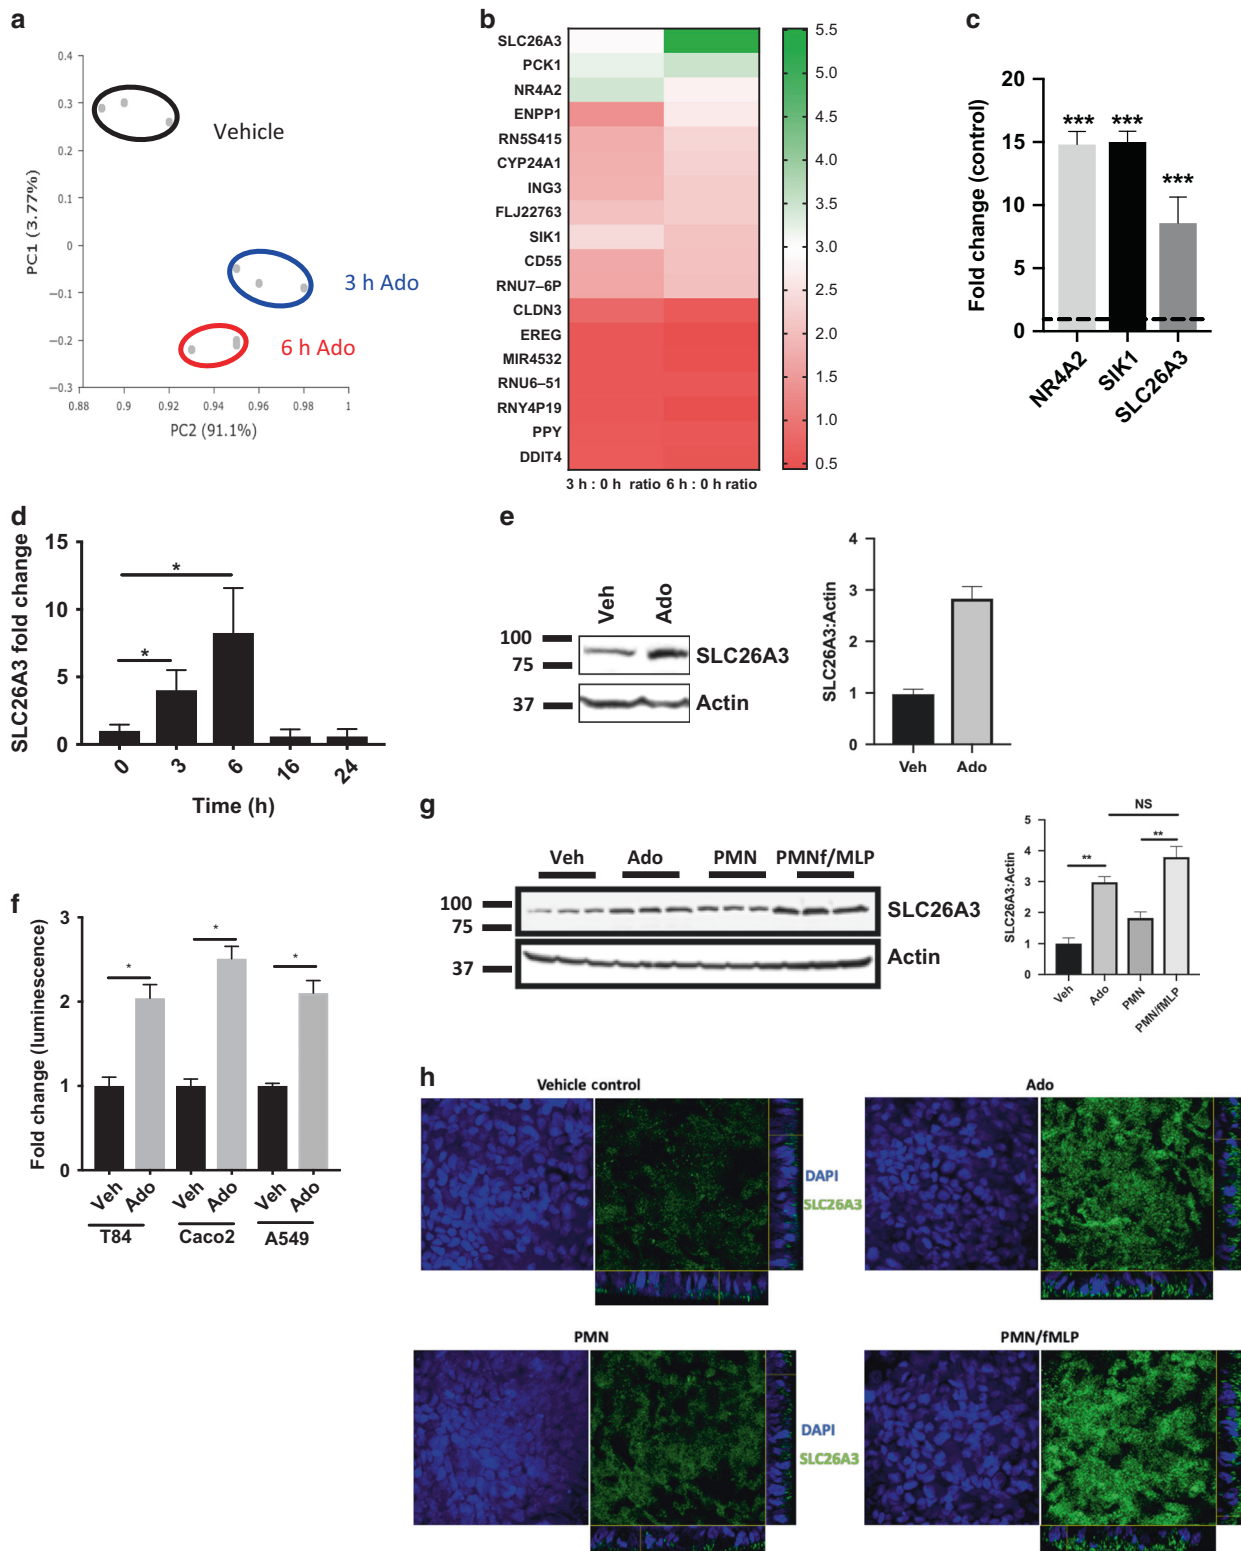 a
0.4
0.3
0.2
0.1
0
−0.1
−0.2
−0.3
PC1 (3.77%)
Vehicle
3 h Ado
6 h Ado
0.88
0.9
0.92
0.94
0.96
0.98
1
PC2 (91.1%)
b
SLC26A3
PCK1
NR4A2
ENPP1
RN5S415
CYP24A1
ING3
FLJ22763
SIK1
CD55
RNU7–6P
CLDN3
EREG
MIR4532
RNU6–51
RNY4P19
PPY
DDIT4
3 h : 0 h ratio
6 h : 0 h ratio
5.5
5.0
4.5
4.0
3.5
3.0
2.5
2.0
1.5
1.0
0.5
c
Fold change (control)
20
15
10
5
0
***
***
***
NR4A2
SIK1
SLC26A3
d
SLC26A3 fold change
15
10
5
0
*
*
0
3
6
16
24
Time (h)
e
Veh
Ado
100
75
37
SLC26A3
Actin
SLC26A3:Actin
4
3
2
1
0
Veh
Ado
f
Fold change (luminescence)
3
2
1
0
*
*
*
Veh
Ado
Veh
Ado
Veh
Ado
T84
Caco2
A549
g
Veh
Ado
PMN
PMNf/MLP
100
75
37
SLC26A3
Actin
SLC26A3:Actin
5
4
3
2
1
0
NS
**
**
Veh
Ado
PMN
PMN/fMLP
h
Vehicle control
Ado
DAPI
SLC26A3
PMN
PMN/fMLP
DAPI
SLC26A3